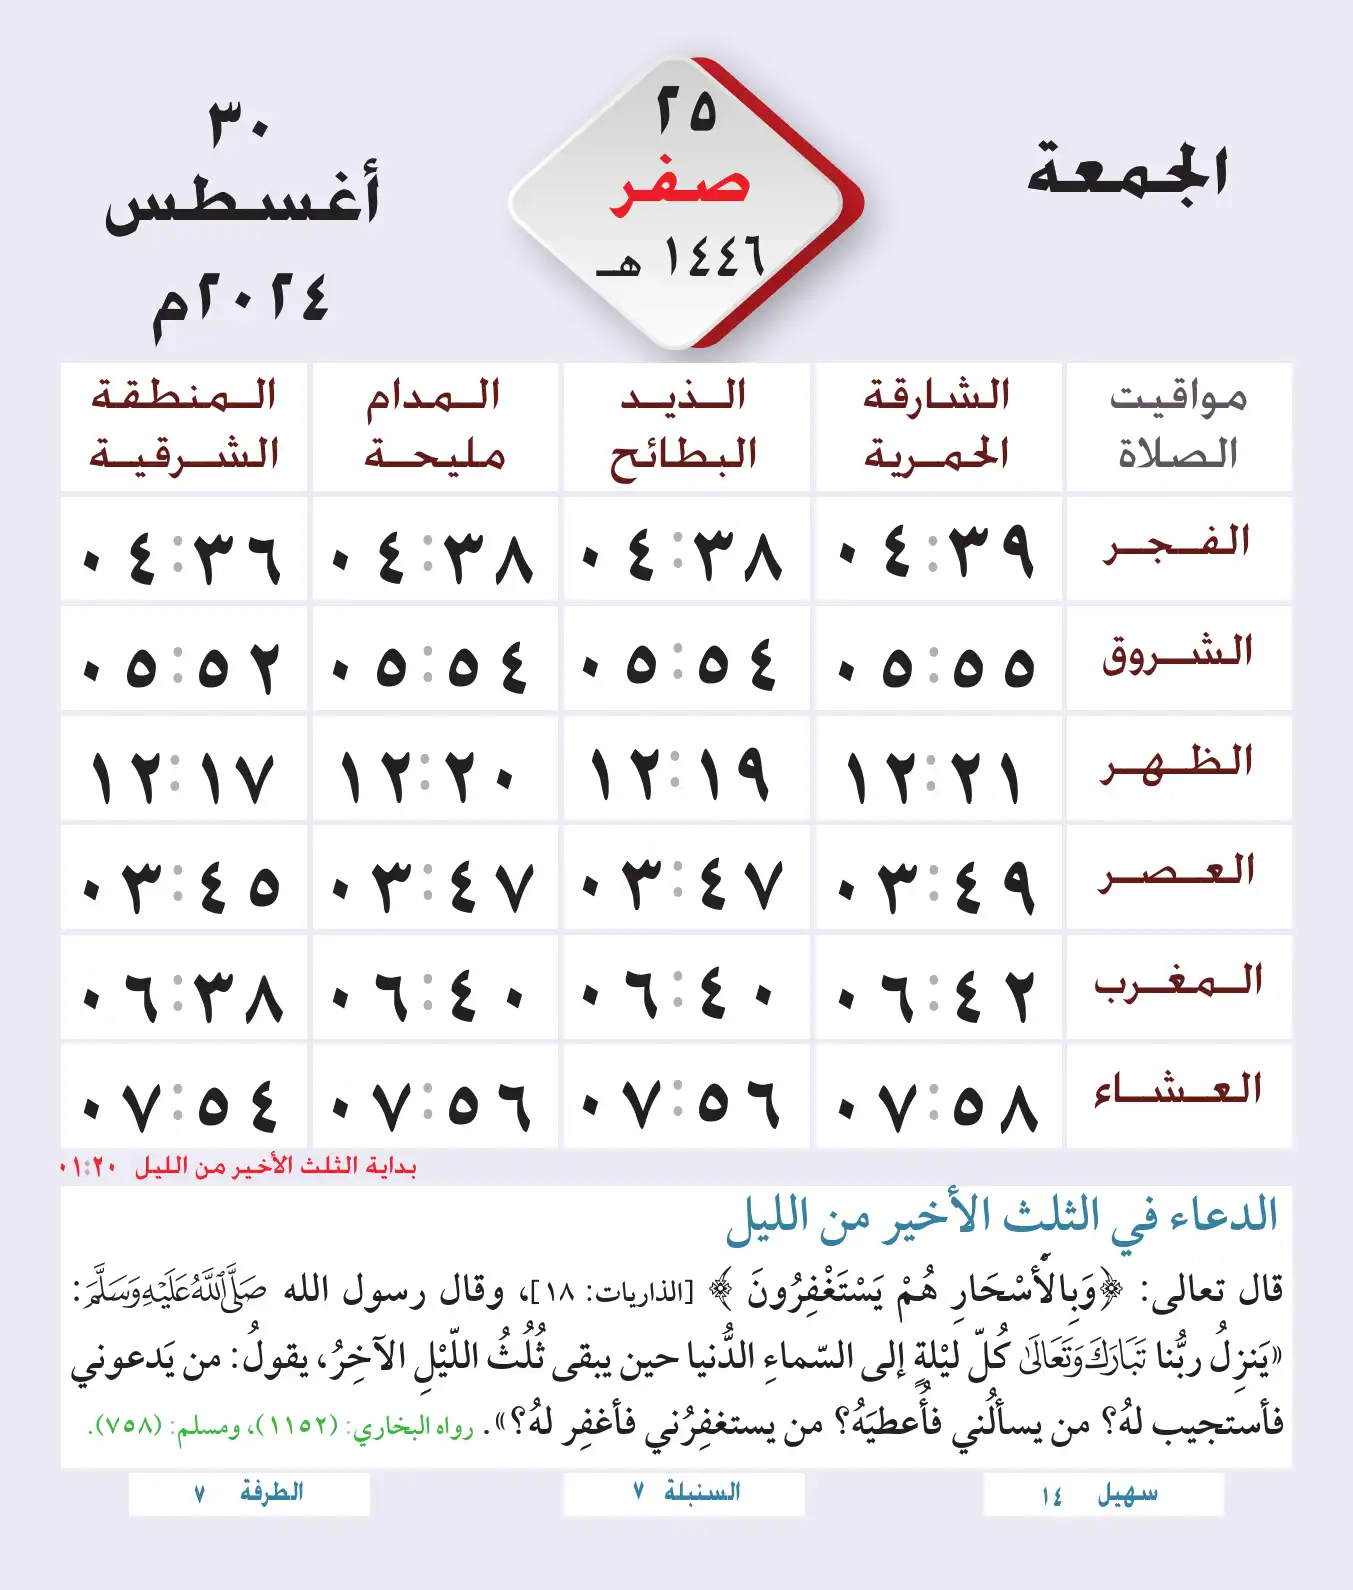 الجمعة
٢٥
صفر
١٤٤٦ هـ
٣٠
أغسطس
٢٠٢٤م
مواقيت الصلاة | الشارقة الحمرية | الذيد البطائح | المدام مليحة | المنطقة الشرقية
الفجر ٠٤:٣٩ ٠٤:٣٨ ٠٤:٣٨ ٠٤:٣٦
الشروق ٠٥:٥٥ ٠٥:٥٤ ٠٥:٥٤ ٠٥:٥٢
الظهر ١٢:٢١ ١٢:١٩ ١٢:٢٠ ١٢:١٧
العصر ٠٣:٤٩ ٠٣:٤٧ ٠٣:٤٧ ٠٣:٤٥
المغرب ٠٦:٤٢ ٠٦:٤٠ ٠٦:٤٠ ٠٦:٣٨
العشاء ٠٧:٥٨ ٠٧:٥٦ ٠٧:٥٦ ٠٧:٥٤
بداية الثلث الأخير من الليل ٠١:٢٠
الدعاء في الثلث الأخير من الليل
قال تعالى: ﴿وَبِالْأَسْحَارِ هُمْ يَسْتَغْفِرُونَ﴾ [الذاريات: ١٨]، وقال رسول الله صَلَّى اللَّهُ عَلَيْهِ وَسَلَّمَ:
«يَنزِلُ ربُّنا تَبَارَكَ وَتَعَالَى كُلّ ليْلةٍ إلى السّماءِ الدُّنيا حين يبقى ثُلُثُ اللّيْلِ الآخِرُ، يقولُ: من يَدعوني
فأستجيب لهُ؟ من يسألُني فأُعطيَهُ؟ من يستغفِرُني فأغفِر لهُ؟». رواه البخاري: (١١٥٢)، ومسلم: (٧٥٨).
سهيل ١٤
السنبلة ٧
الطرفة ٧